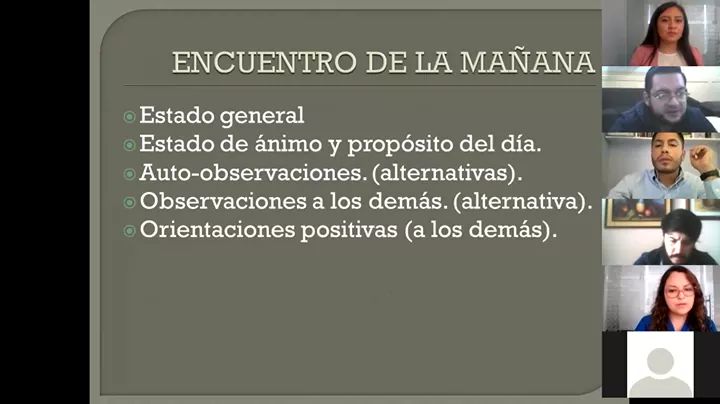 ENCUENTRO DE LA MAÑANA
Estado general
Estado de ánimo y propósito del día.
Auto-observaciones. (alternativas).
Observaciones a los demás. (alternativa).
Orientaciones positivas (a los demás).